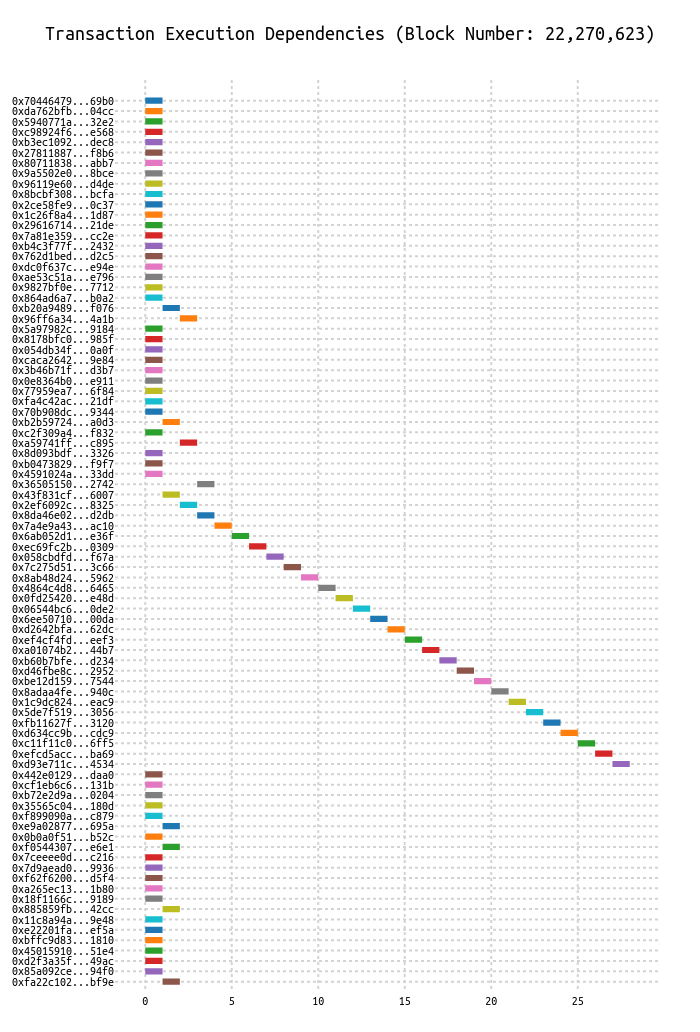 Transaction Execution Dependencies (Block Number: 22,270,623)
0x70446479...69b0
0xda762bfb...04cc
0x5940771a...32e2
0xc98924f6...e568
0xb3ec1092...dec8
0x27811887...f8b6
0x80711838...abb7
0x9a5502e0...8bce
0x96119e60...d4de
0x8bcbf308...bcfa
0x2ce58fe9...0c37
0x1c26f8a4...1d87
0x29616714...21de
0x7a81e359...cc2e
0xb4c3f77f...2432
0x762d1bed...d2c5
0xdc0f637c...e94e
0xae53c51a...e796
0x9827bf0e...7712
0x864ad6a7...b0a2
0xb20a9489...f076
0x96ff6a34...4a1b
0x5a97982c...9184
0x8178bfc0...985f
0x054db34f...0a0f
0xcaca2642...9e84
0x3b46b71f...d3b7
0x0e8364b0...e911
0x77959ea7...6f84
0xfa4c42ac...21df
0x70b908dc...9344
0xb2b59724...a0d3
0xc2f309a4...f832
0xa59741ff...c895
0x8d093bdf...3326
0xb0473829...f9f7
0x4591024a...33dd
0x36505150...2742
0x43f831cf...6007
0x2ef6092c...8325
0x8da46e02...d2db
0x7a4e9a43...ac10
0x6ab052d1...e36f
0xec69fc2b...0309
0x058cbdfd...f67a
0x7c275d51...3c66
0x8ab48d24...5962
0x4864c4d8...6465
0x0fd25420...e48d
0x06544bc6...0de2
0x6ee50710...00da
0xd2642bfa...62dc
0xef4cf4fd...eef3
0xa01074b2...44b7
0xb60b7bfe...d234
0xd46fbe8c...2952
0xbe12d159...7544
0x8adaa4fe...940c
0x1c9dc824...eac9
0x5de7f519...3056
0xfb11627f...3120
0xd634cc9b...cdc9
0xc11f11c0...6ff5
0xefcd5acc...ba69
0xd93e711c...4534
0x442e0129...daa0
0xcf1eb6c6...131b
0xb72e2d9a...0204
0x35565c04...180d
0xf899090a...c879
0xe9a02877...695a
0x0b0a0f51...b52c
0xf0544307...e6e1
0x7ceeee0d...c216
0x7d9aead0...9936
0xf62f6200...d5f4
0xa265ec13...1b80
0x18f1166c...9189
0x885859fb...42cc
0x11c8a94a...9e48
0xe22201fa...ef5a
0xbffc9d83...1810
0x45015910...51e4
0xd2f3a35f...49ac
0x85a092ce...94f0
0xfa22c102...bf9e
0 5 10 15 20 25